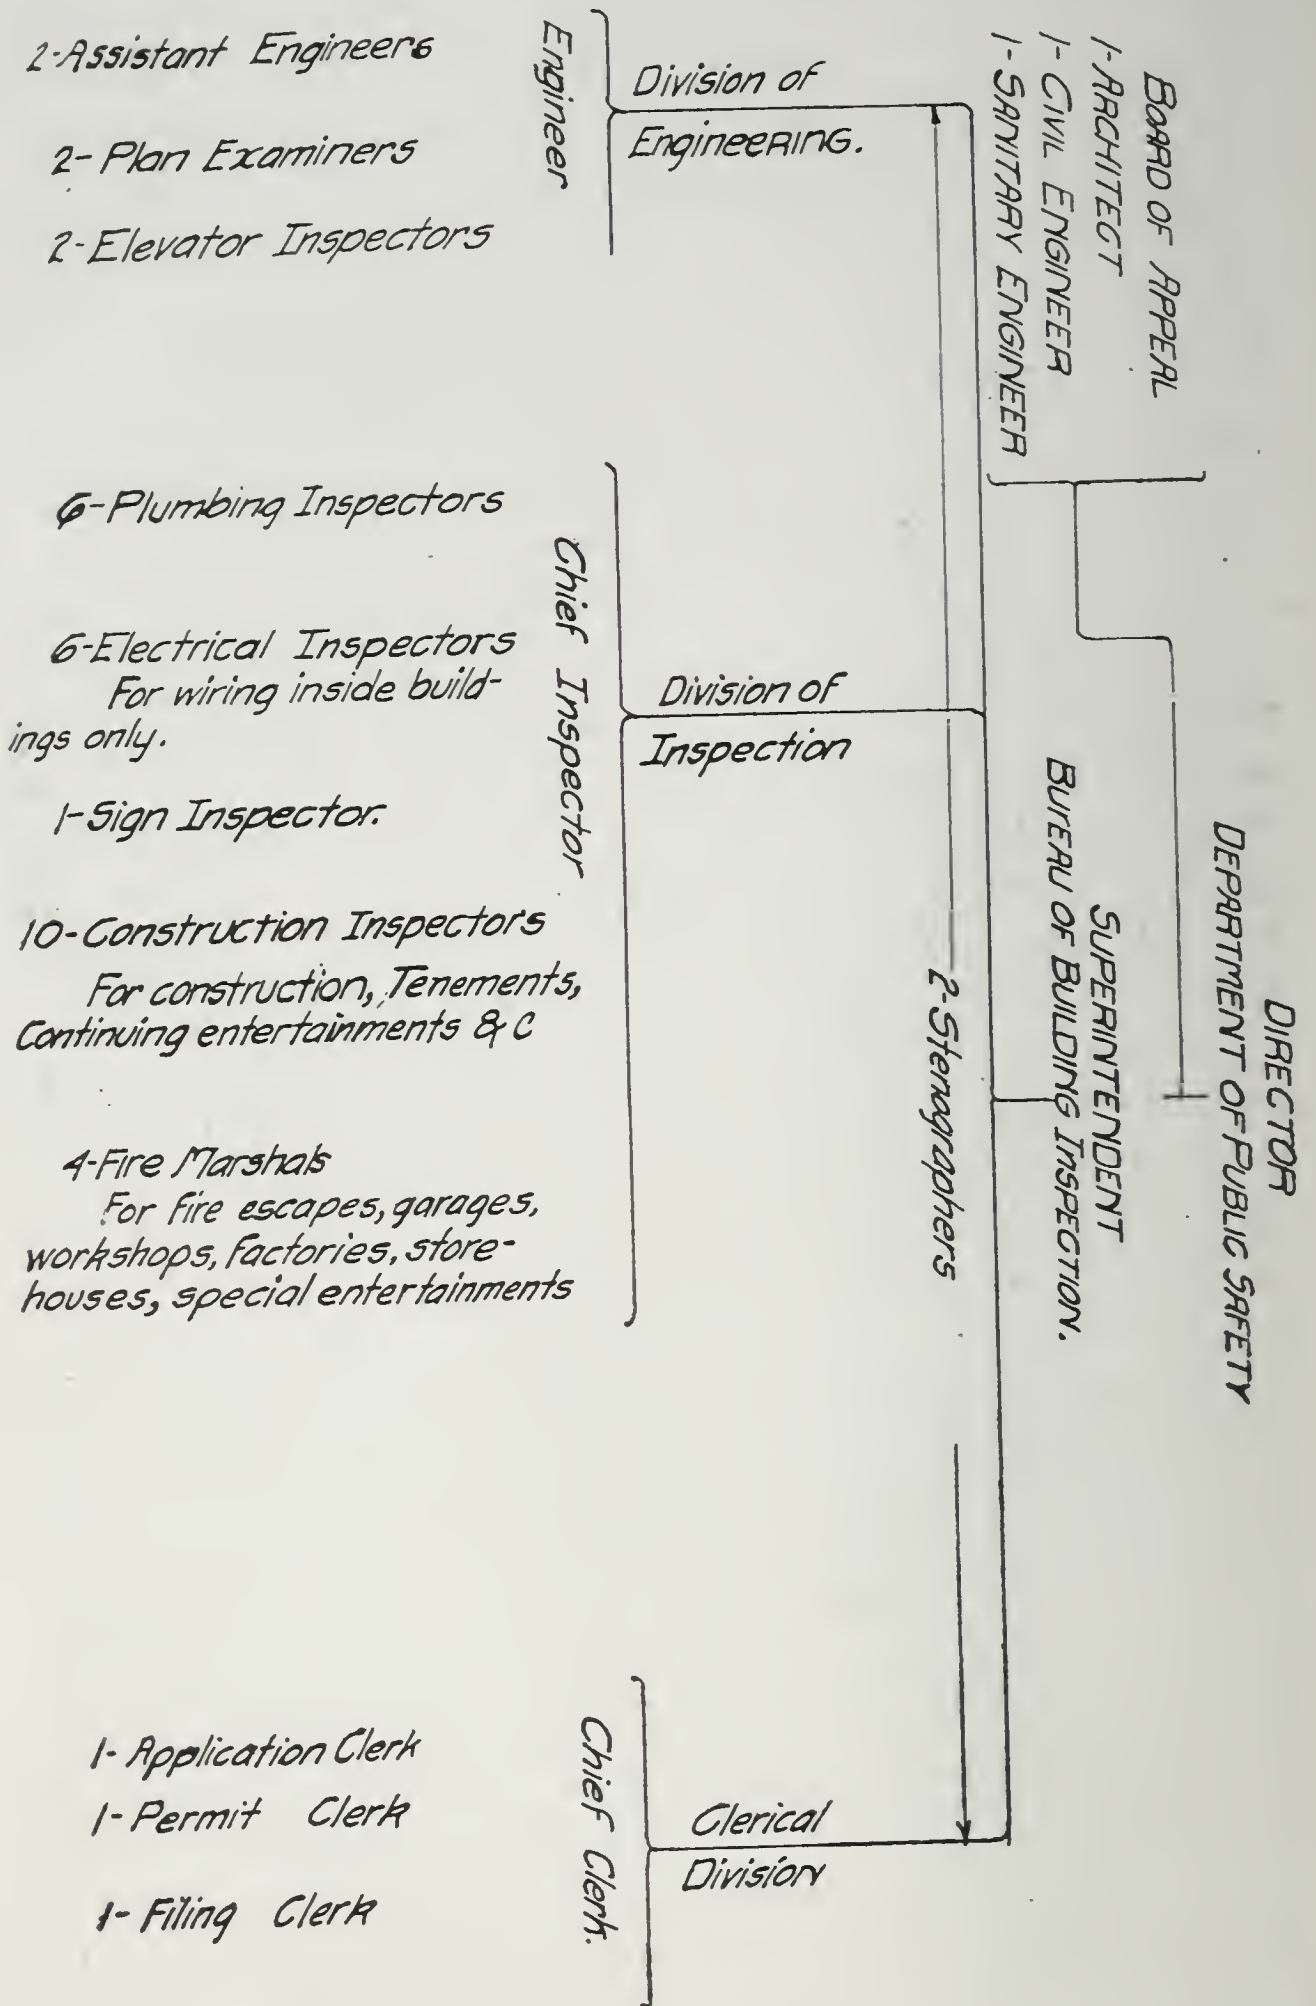 DIRECTOR
DEPARTMENT OF PUBLIC SAFETY
BOARD OF APPEAL
1-ARCHITECT
1-CIVIL ENGINEER
1-SANITARY ENGINEER
SUPERINTENDENT
BUREAU OF BUILDING INSPECTION.
2-Stenographers
Division of
Engineering.
Engineer
2-Assistant Engineers
2-Plan Examiners
2-Elevator Inspectors
Division of
Inspection
Chief Inspector
6-Plumbing Inspectors
6-Electrical Inspectors
For wiring inside build-
ings only.
1-Sign Inspector.
10-Construction Inspectors
For construction, Tenements,
Continuing entertainments & C
4-Fire Marshals
For fire escapes, garages,
workshops, factories, store-
houses, special entertainments
Clerical
Division
Chief Clerk.
1-Application Clerk
1-Permit Clerk
1-Filing Clerk